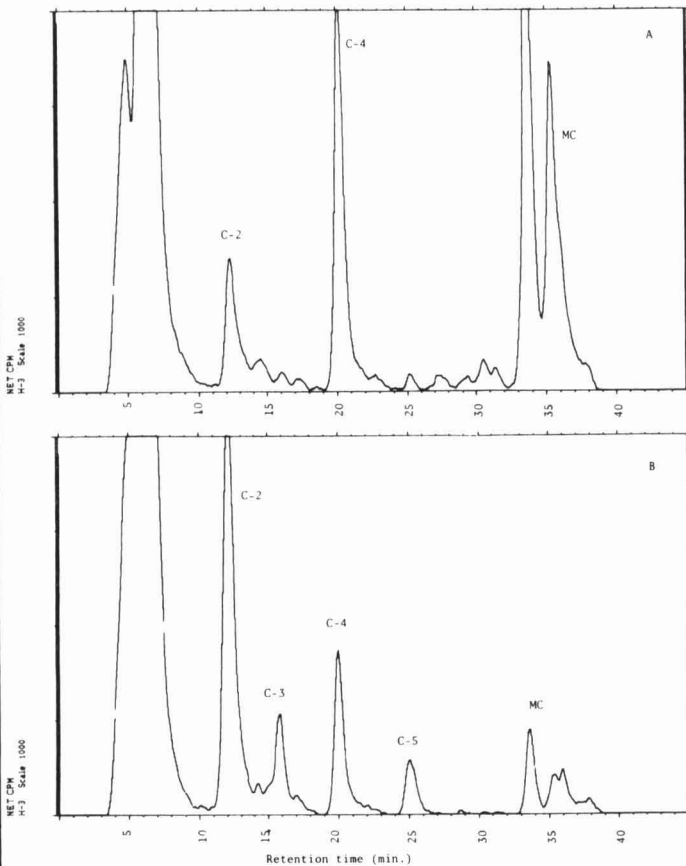 A
C-4
MC
C-2
NET CPM
H-3 Scale 1000
5 10 15 20 25 30 35 40
B
C-2
C-4
C-3
MC
C-5
NET CPM
H-3 Scale 1000
5 10 15 20 25 30 35 40
Retention time (min.)